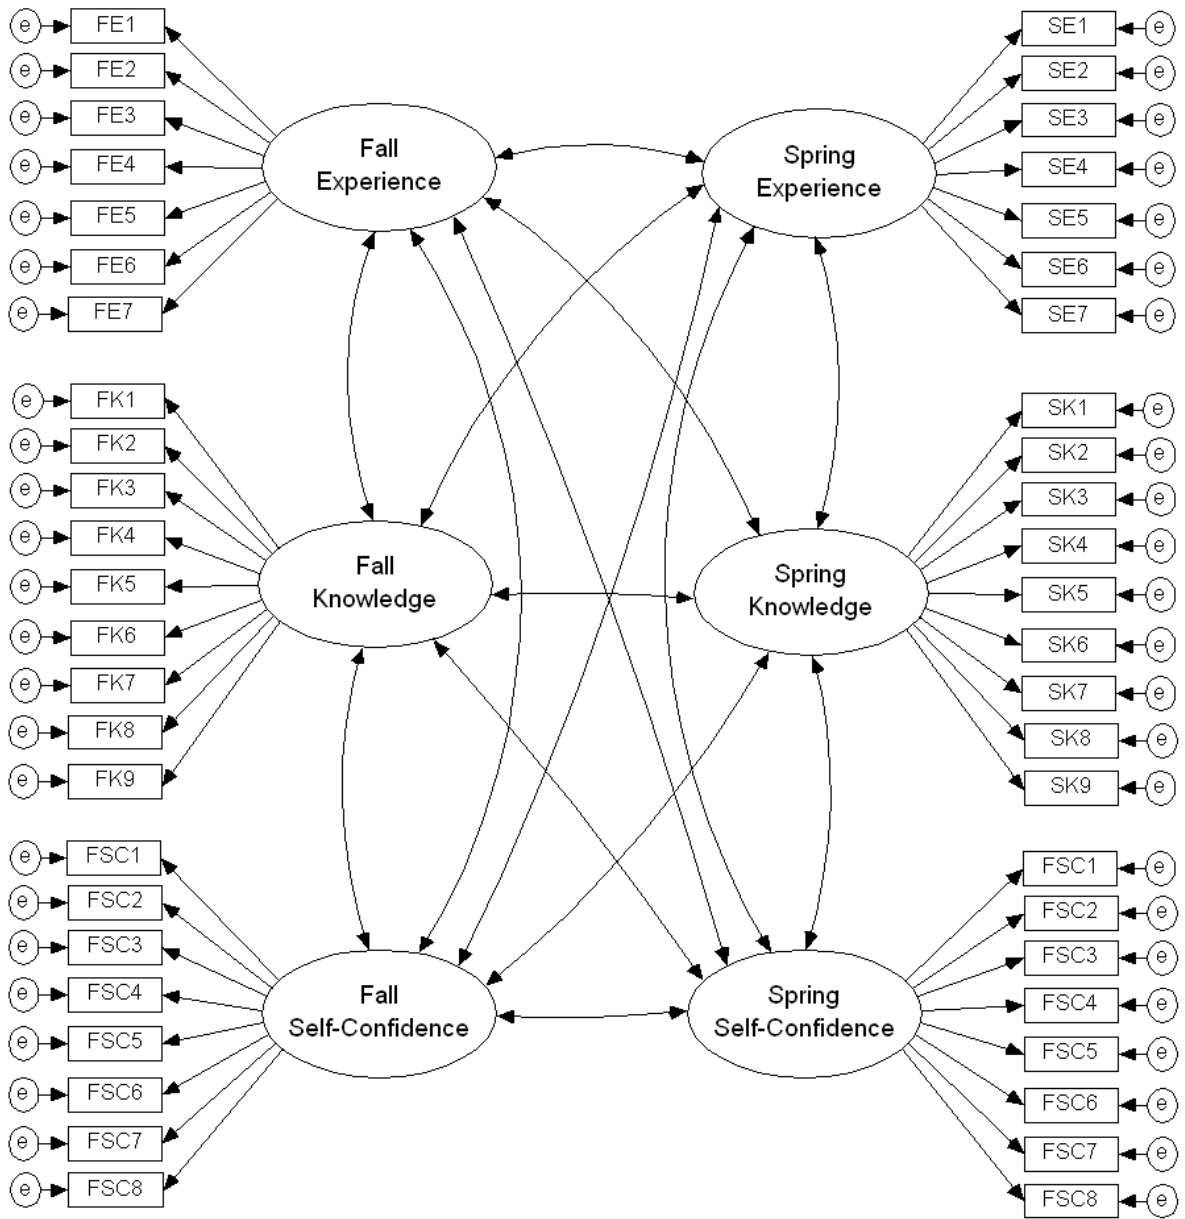 e FE1
e FE2
e FE3
e FE4
e FE5
e FE6
e FE7
Fall
Experience
Spring
Experience
SE1 e
SE2 e
SE3 e
SE4 e
SE5 e
SE6 e
SE7 e
e FK1
e FK2
e FK3
e FK4
e FK5
e FK6
e FK7
e FK8
e FK9
Fall
Knowledge
Spring
Knowledge
SK1 e
SK2 e
SK3 e
SK4 e
SK5 e
SK6 e
SK7 e
SK8 e
SK9 e
e FSC1
e FSC2
e FSC3
e FSC4
e FSC5
e FSC6
e FSC7
e FSC8
Fall
Self-Confidence
Spring
Self-Confidence
FSC1 e
FSC2 e
FSC3 e
FSC4 e
FSC5 e
FSC6 e
FSC7 e
FSC8 e